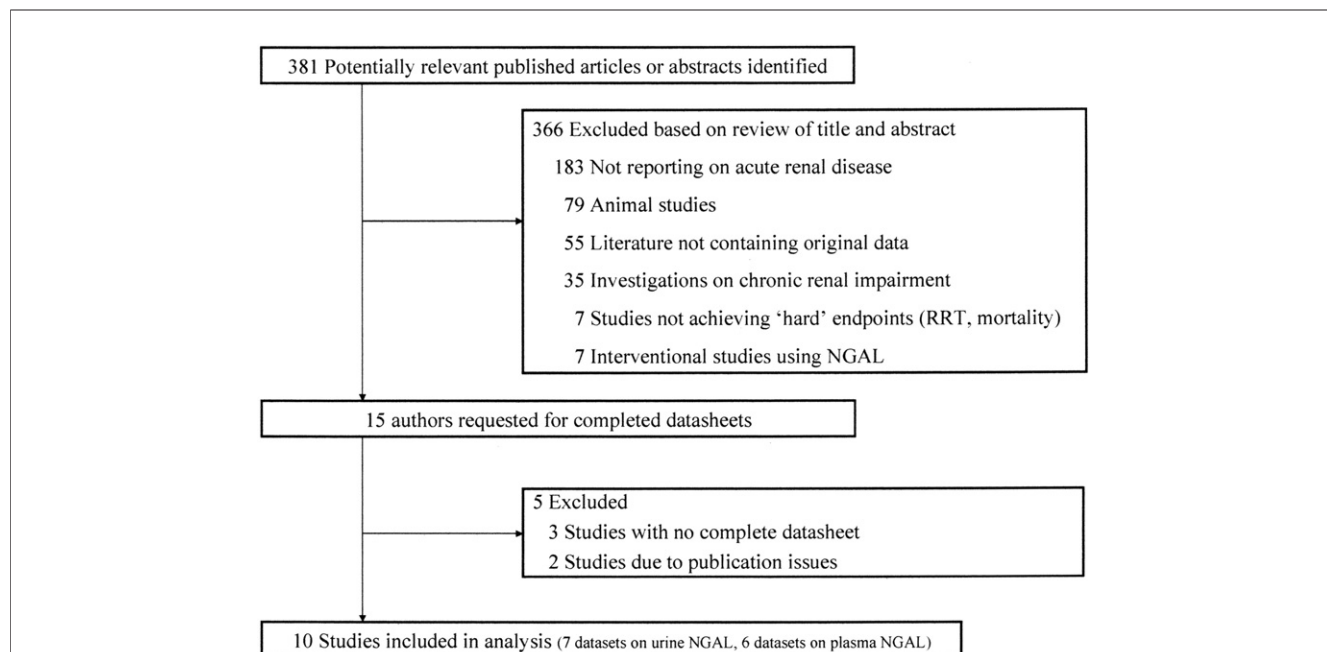 381 Potentially relevant published articles or abstracts identified
366 Excluded based on review of title and abstract
183 Not reporting on acute renal disease
79 Animal studies
55 Literature not containing original data
35 Investigations on chronic renal impairment
7 Studies not achieving ‘hard’ endpoints (RRT, mortality)
7 Interventional studies using NGAL
15 authors requested for completed datasheets
5 Excluded
3 Studies with no complete datasheet
2 Studies due to publication issues
10 Studies included in analysis (7 datasets on urine NGAL, 6 datasets on plasma NGAL)